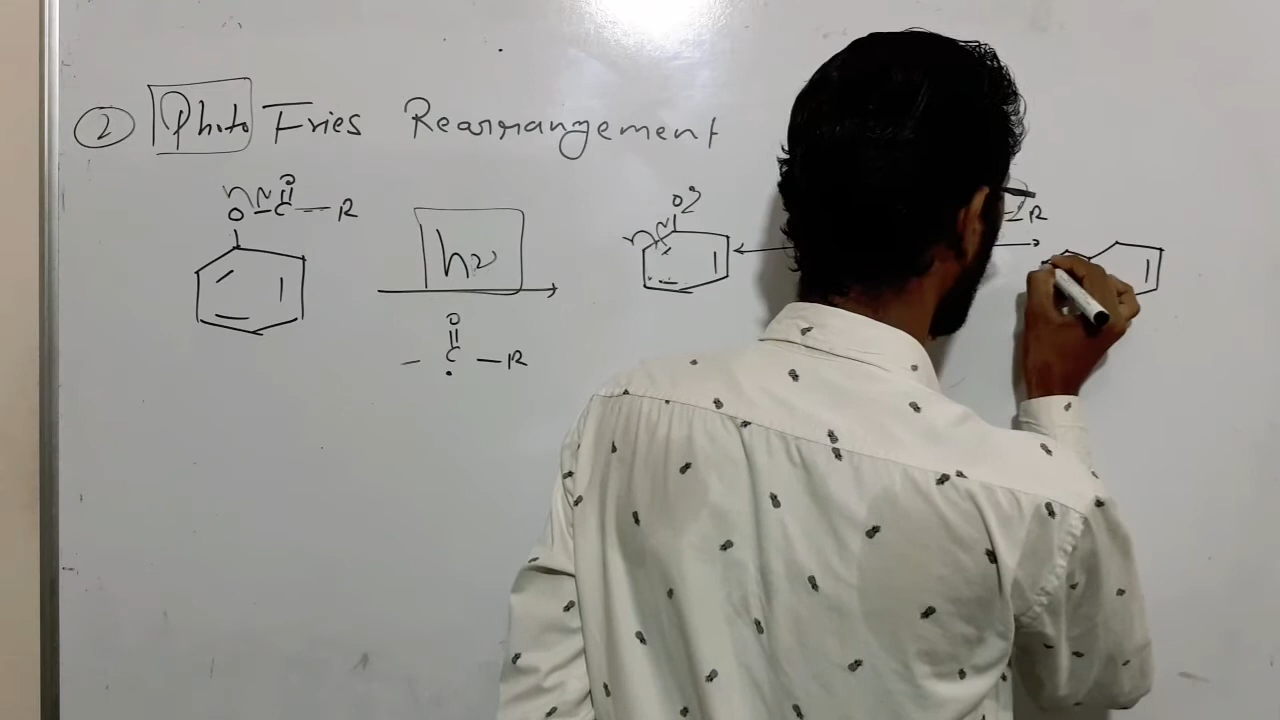 2 Photo Fries Rearrangement
O
O – C – R
hν
O
C – R
O
R